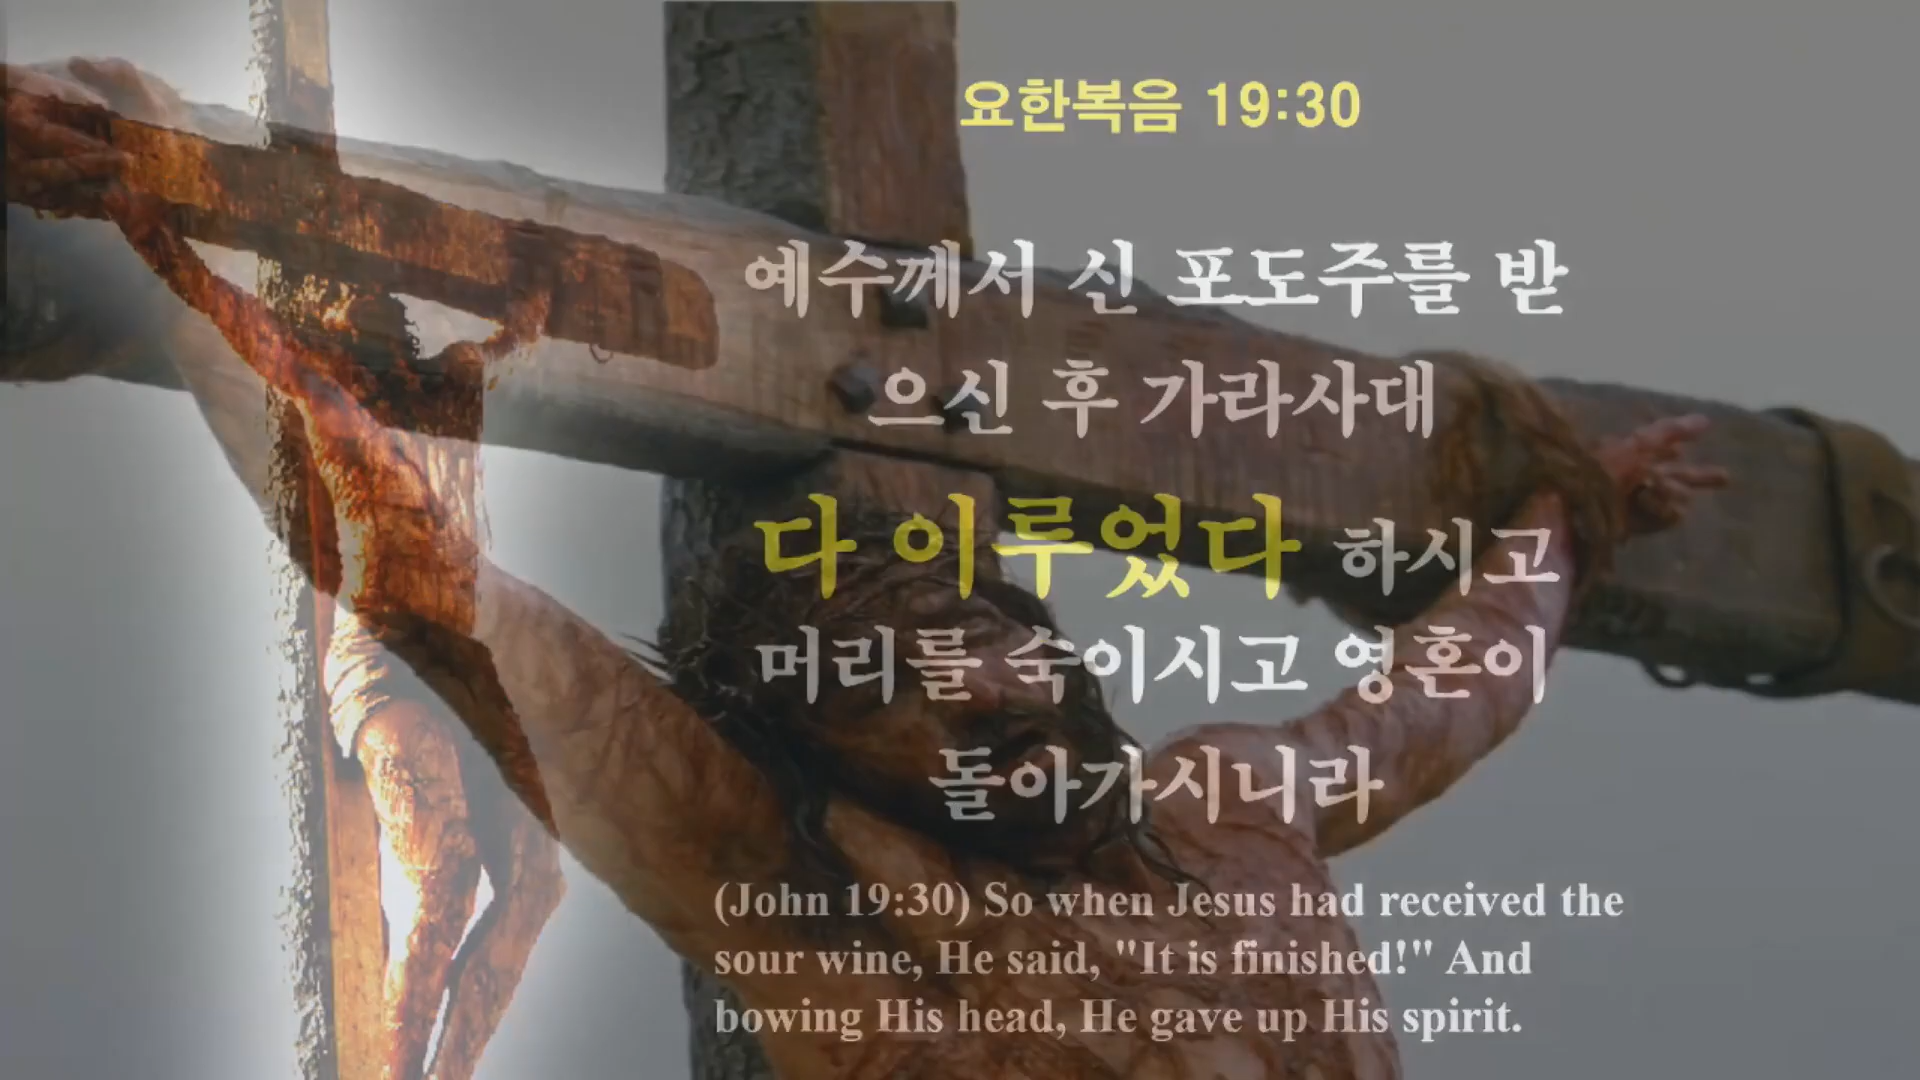 요한복음 19:30
예수께서 신 포도주를 받
으신 후 가라사대
다 이루었다 하시고
머리를 숙이시고 영혼이
돌아가시니라
(John 19:30) So when Jesus had received the
sour wine, He said, "It is finished!" And
bowing His head, He gave up His spirit.